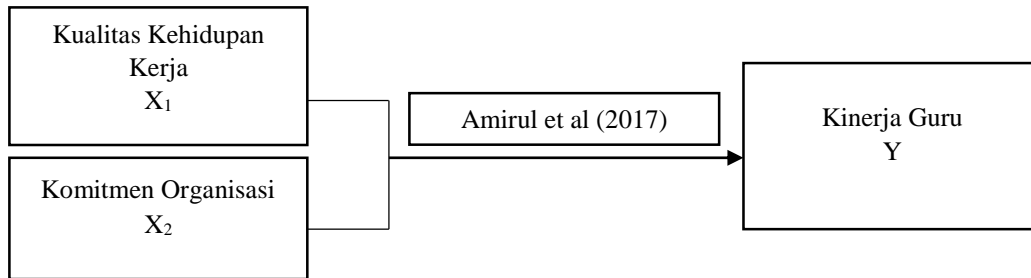 Kualitas Kehidupan
Kerja
X₁
Amirul et al (2017)
Kinerja Guru
Y
Komitmen Organisasi
X₂